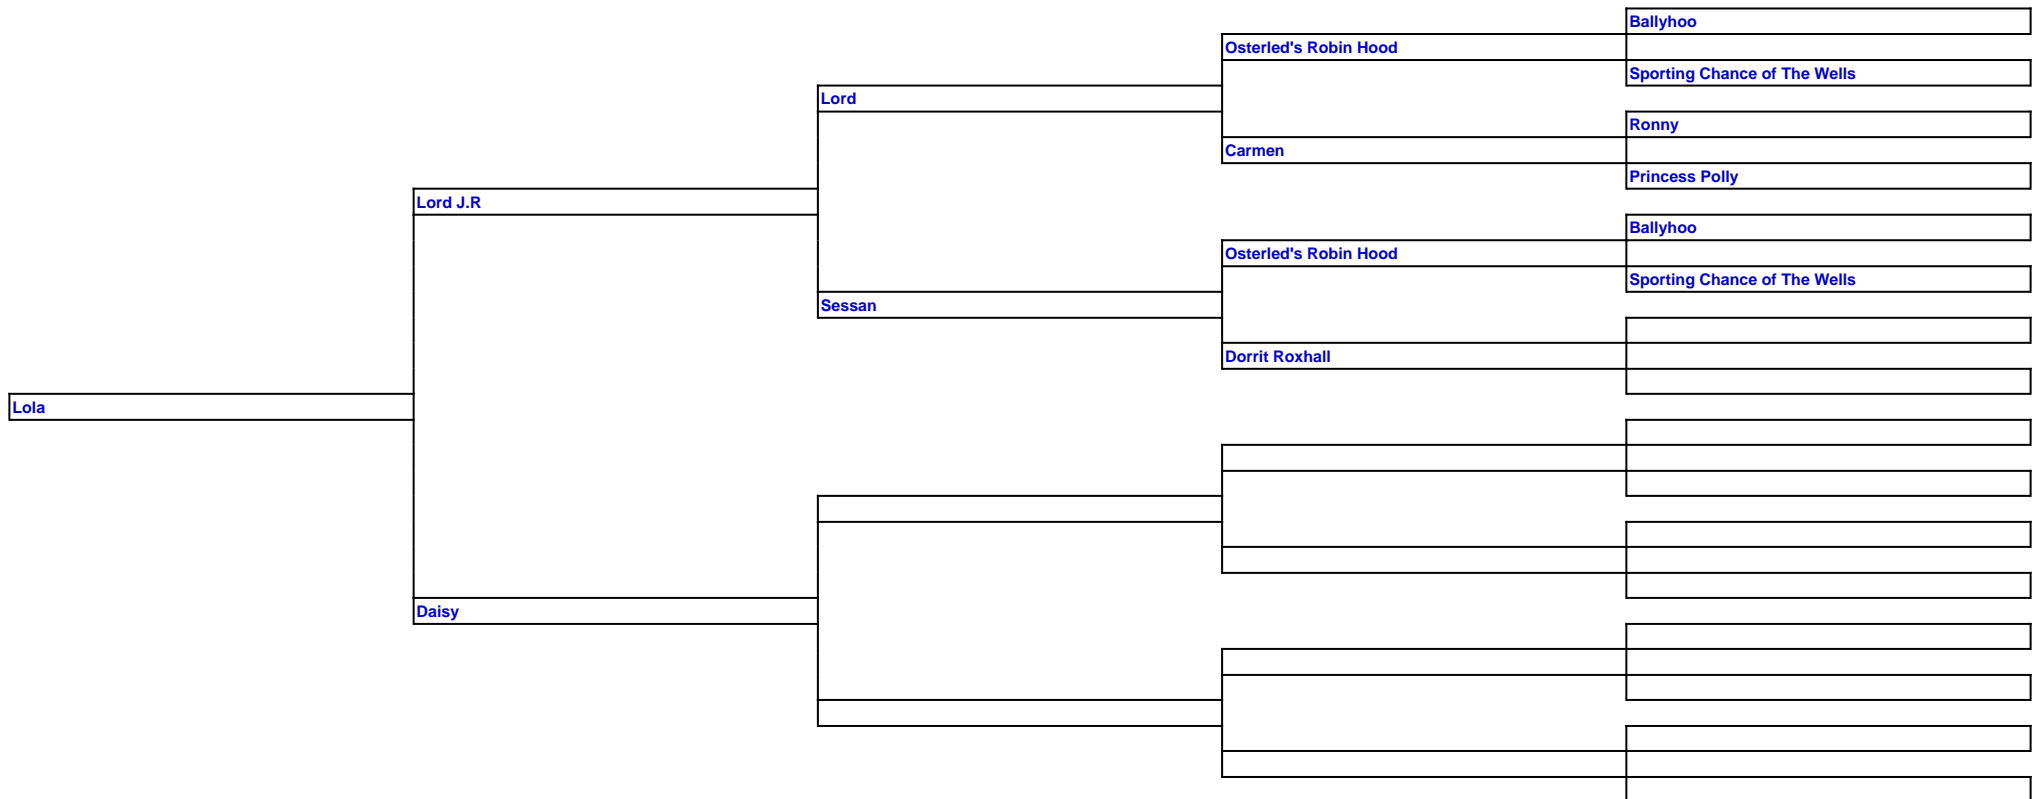 Ballyhoo
Osterled's Robin Hood
Sporting Chance of The Wells
Lord
Ronny
Carmen
Princess Polly
Lord J.R
Ballyhoo
Osterled's Robin Hood
Sporting Chance of The Wells
Sessan
Dorrit Roxhall
Lola
Daisy